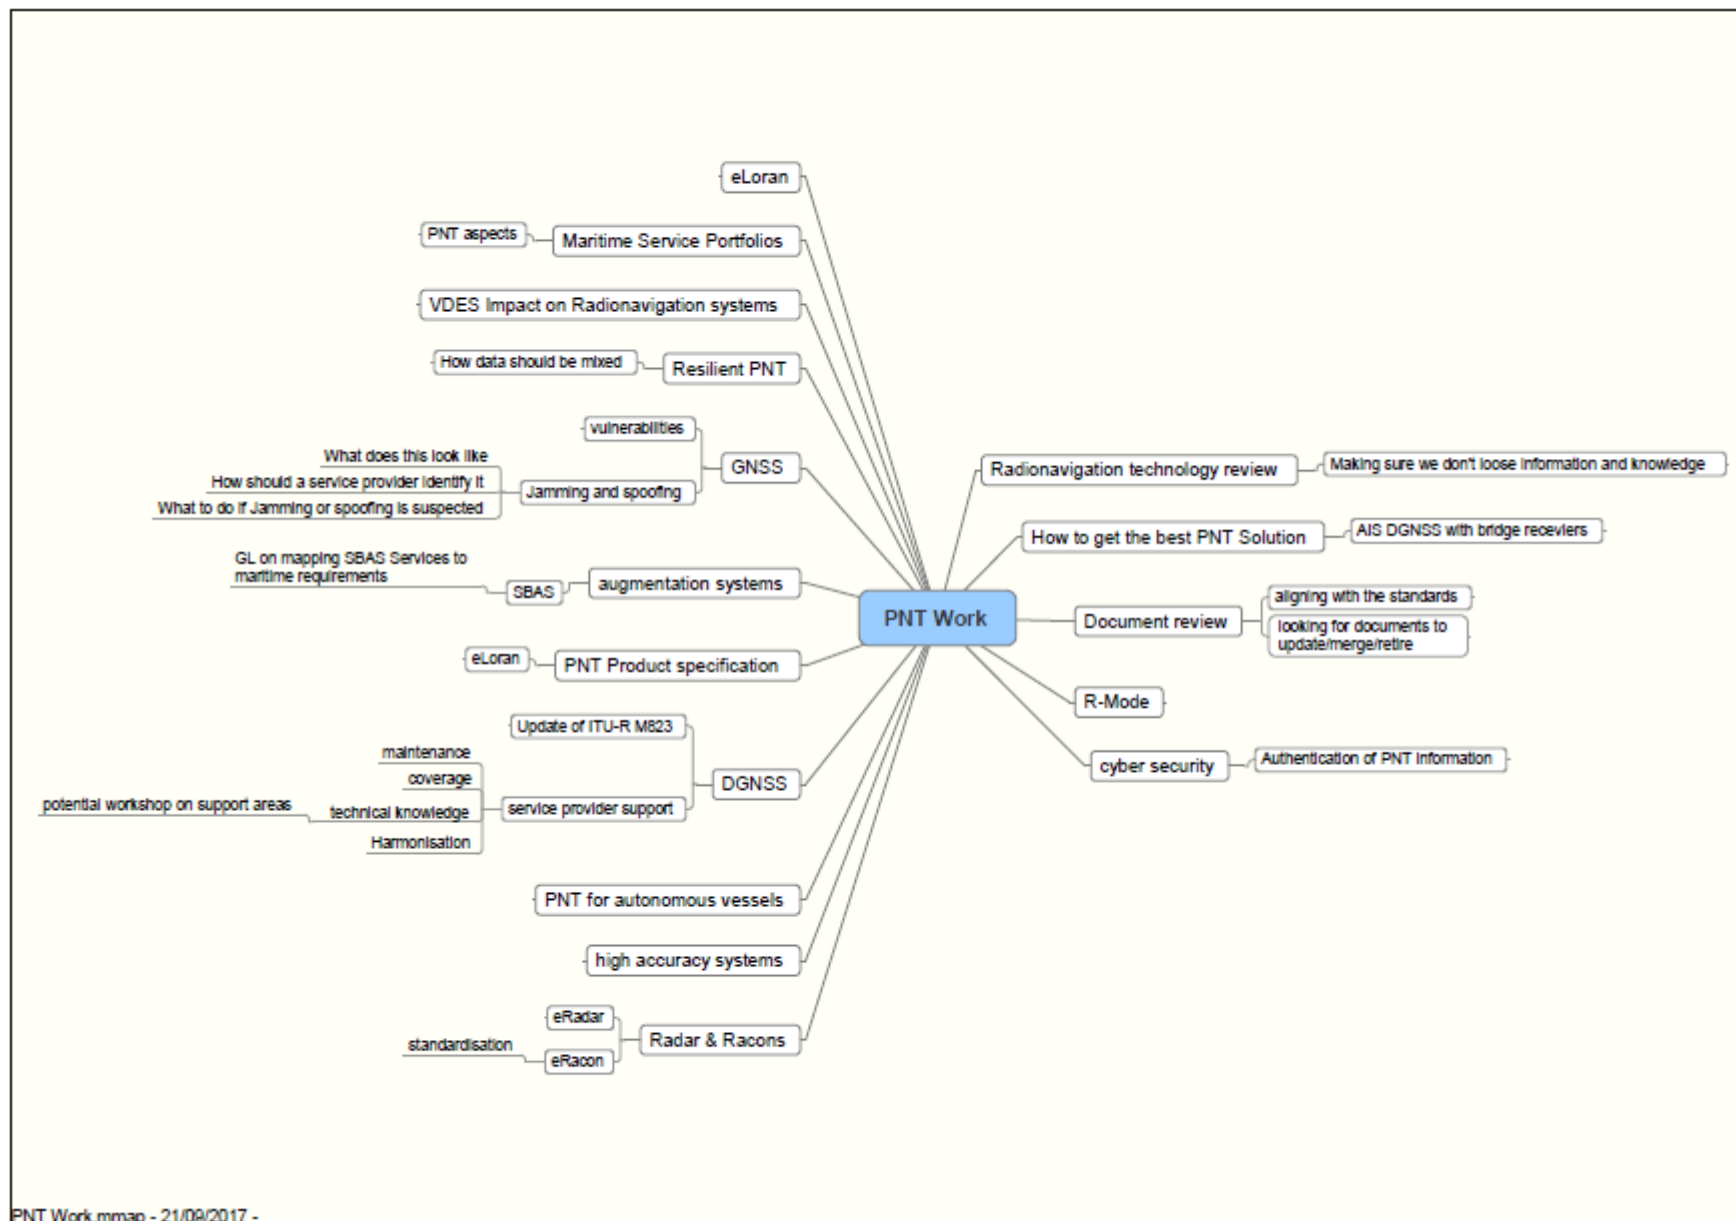 eLoran
PNT aspects
Maritime Service Portfolios
VDES Impact on Radionavigation systems
How data should be mixed
Resilient PNT
vulnerabilities
GNSS
What does this look like
How should a service provider identify it
What to do if Jamming or spoofing is suspected
Jamming and spoofing
GL on mapping SBAS Services to
maritime requirements
SBAS
augmentation systems
eLoran
PNT Product specification
Update of ITU-R M823
DGNSS
maintenance
coverage
potential workshop on support areas
technical knowledge
Harmonisation
service provider support
PNT for autonomous vessels
high accuracy systems
eRadar
Radar & Racons
standardisation
eRacon
PNT Work
Radionavigation technology review
Making sure we don't loose information and knowledge
How to get the best PNT Solution
AIS DGNSS with bridge receviers
Document review
aligning with the standards
looking for documents to
update/merge/retire
R-Mode
cyber security
Authentication of PNT Information
PNT Work.mmap - 21/09/2017 -